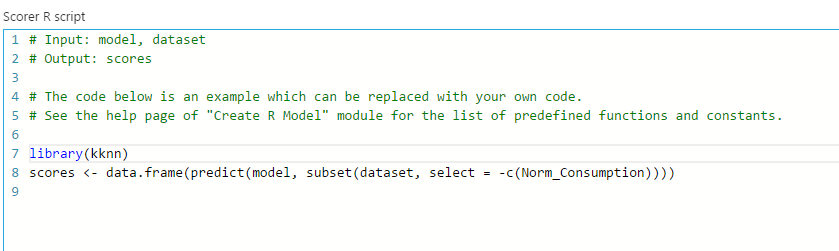 Scorer R script
1 # Input: model, dataset
2 # Output: scores
3
4 # The code below is an example which can be replaced with your own code.
5 # See the help page of "Create R Model" module for the list of predefined functions and constants.
6
7 library(kknn)
8 scores <- data.frame(predict(model, subset(dataset, select = -c(Norm_Consumption))))
9